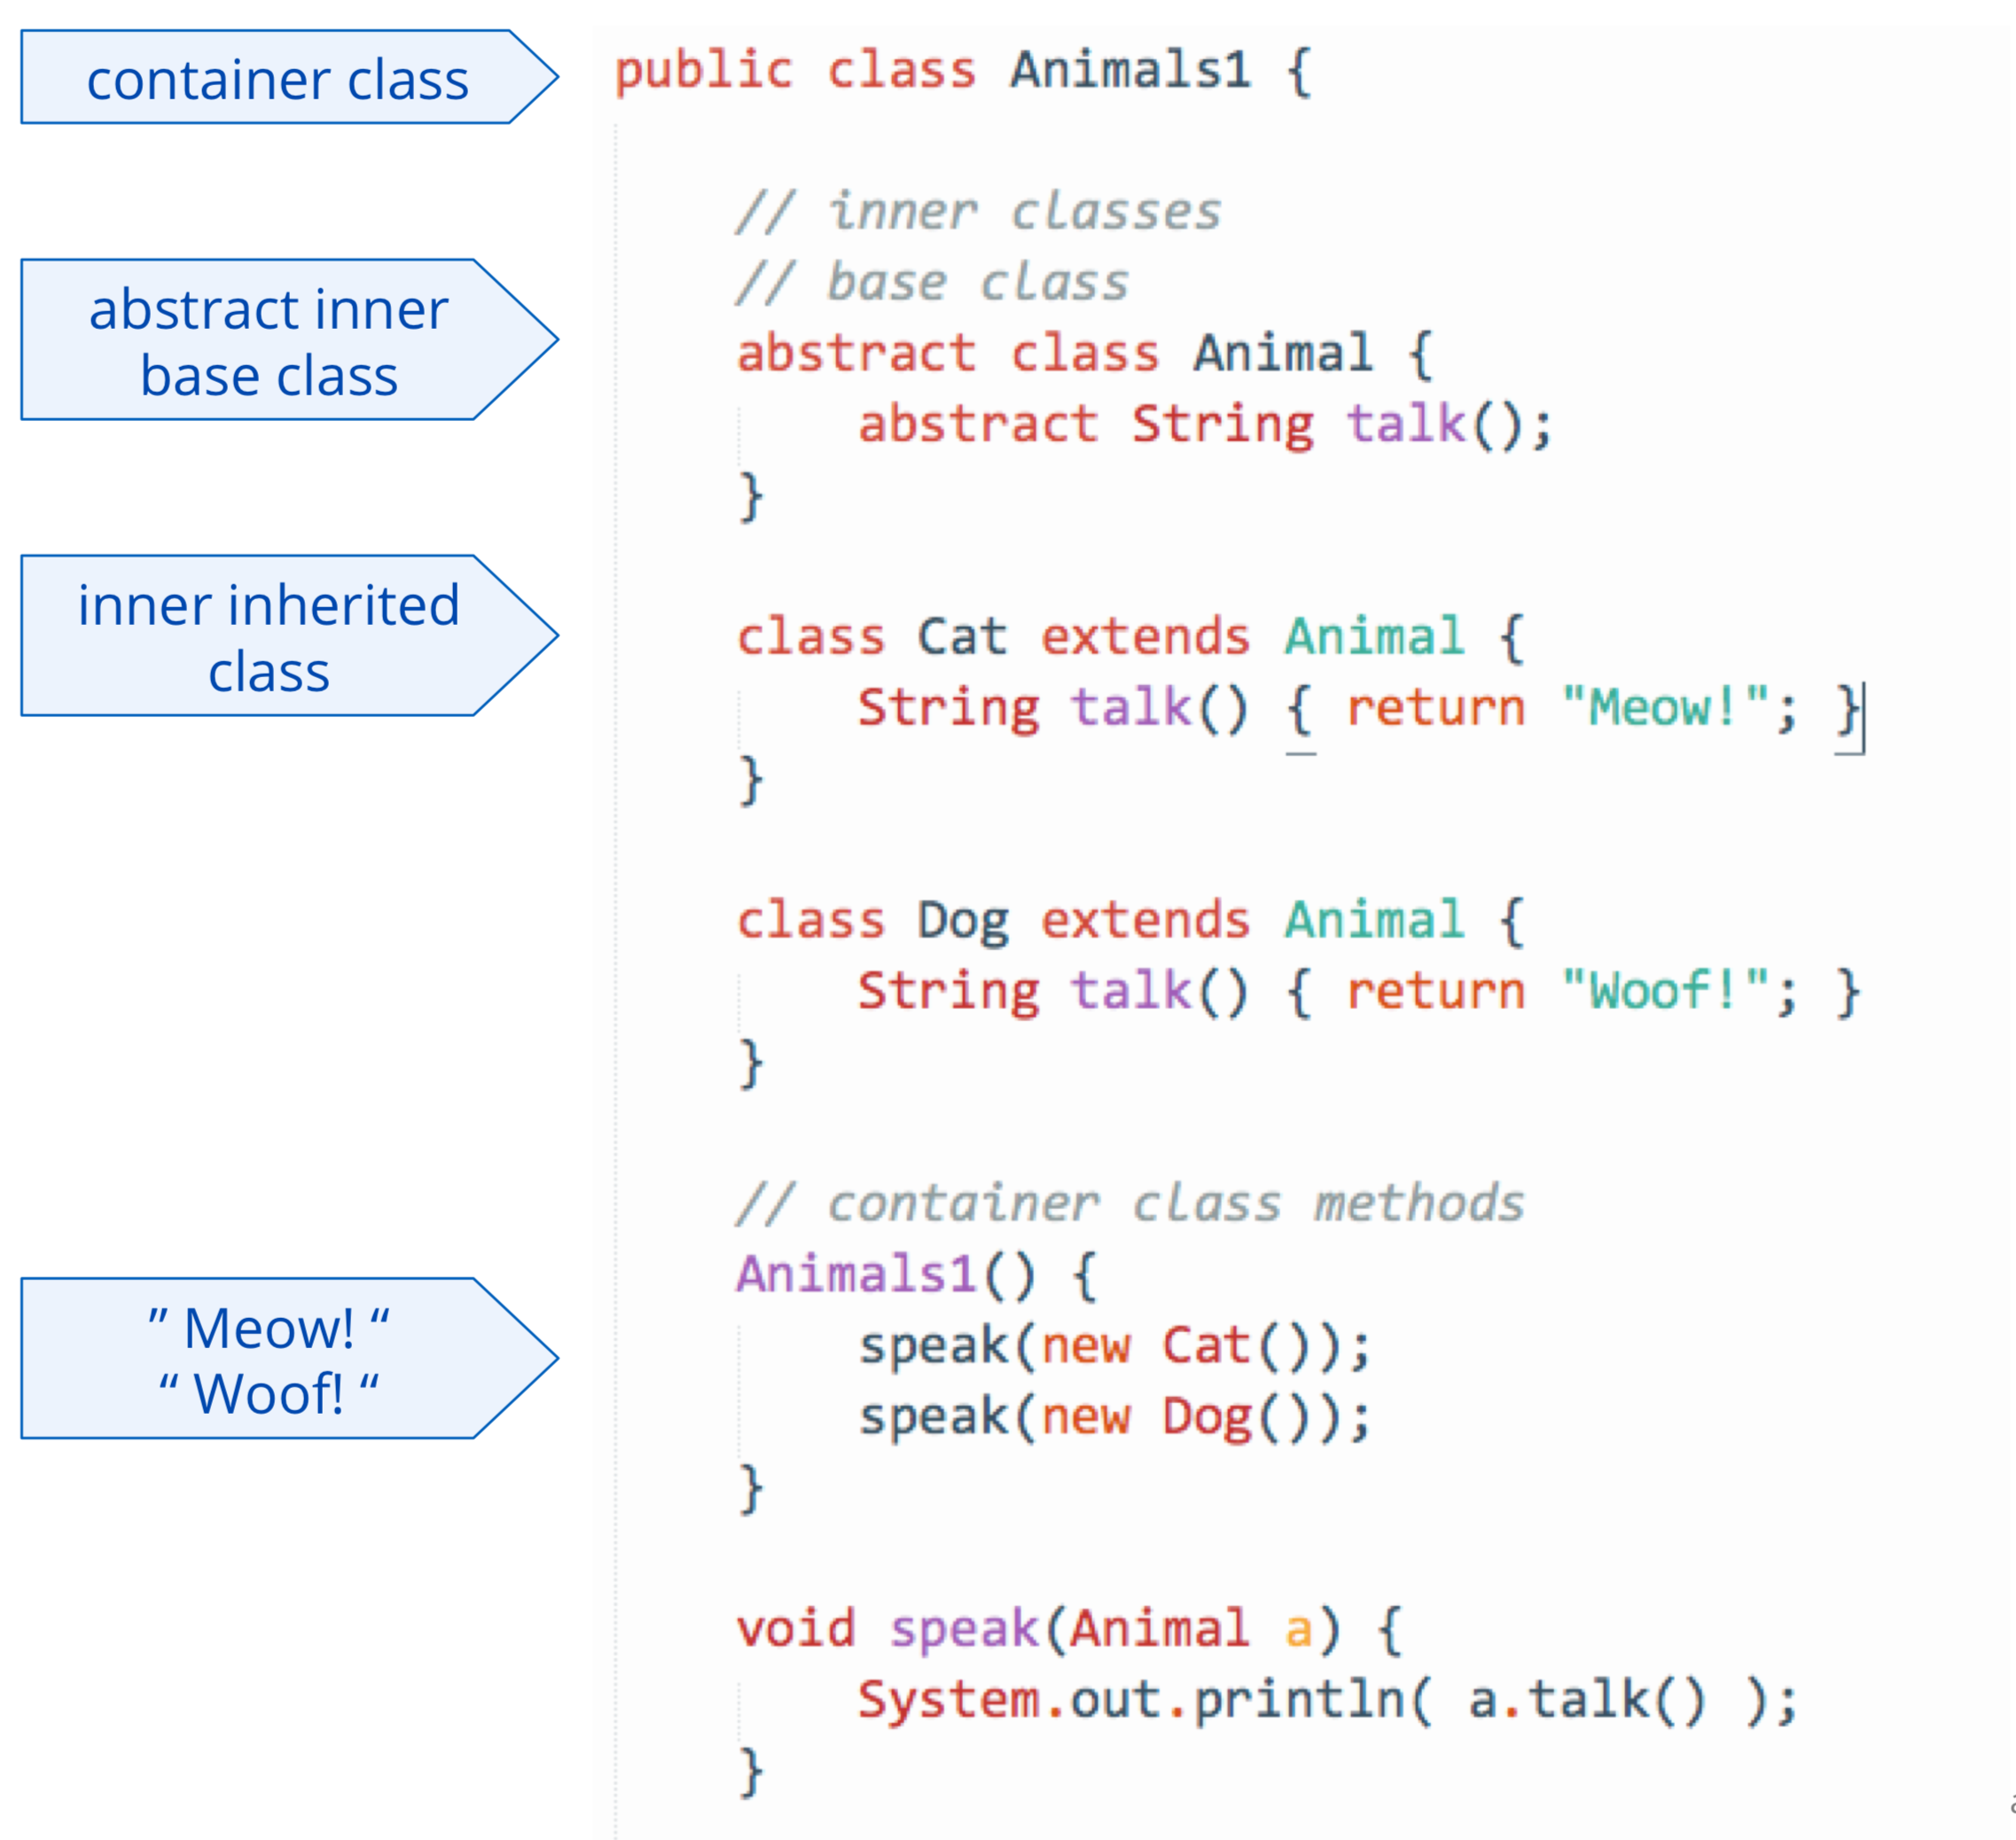 container class
public class Animals1 {
// inner classes
// base class
abstract inner
base class
abstract class Animal {
abstract String talk();
}
inner inherited
class
class Cat extends Animal {
String talk() { return "Meow!"; }
}
class Dog extends Animal {
String talk() { return "Woof!"; }
}
// container class methods
” Meow! “
“ Woof! “
Animals1() {
speak(new Cat());
speak(new Dog());
}
void speak(Animal a) {
System.out.println( a.talk() );
}